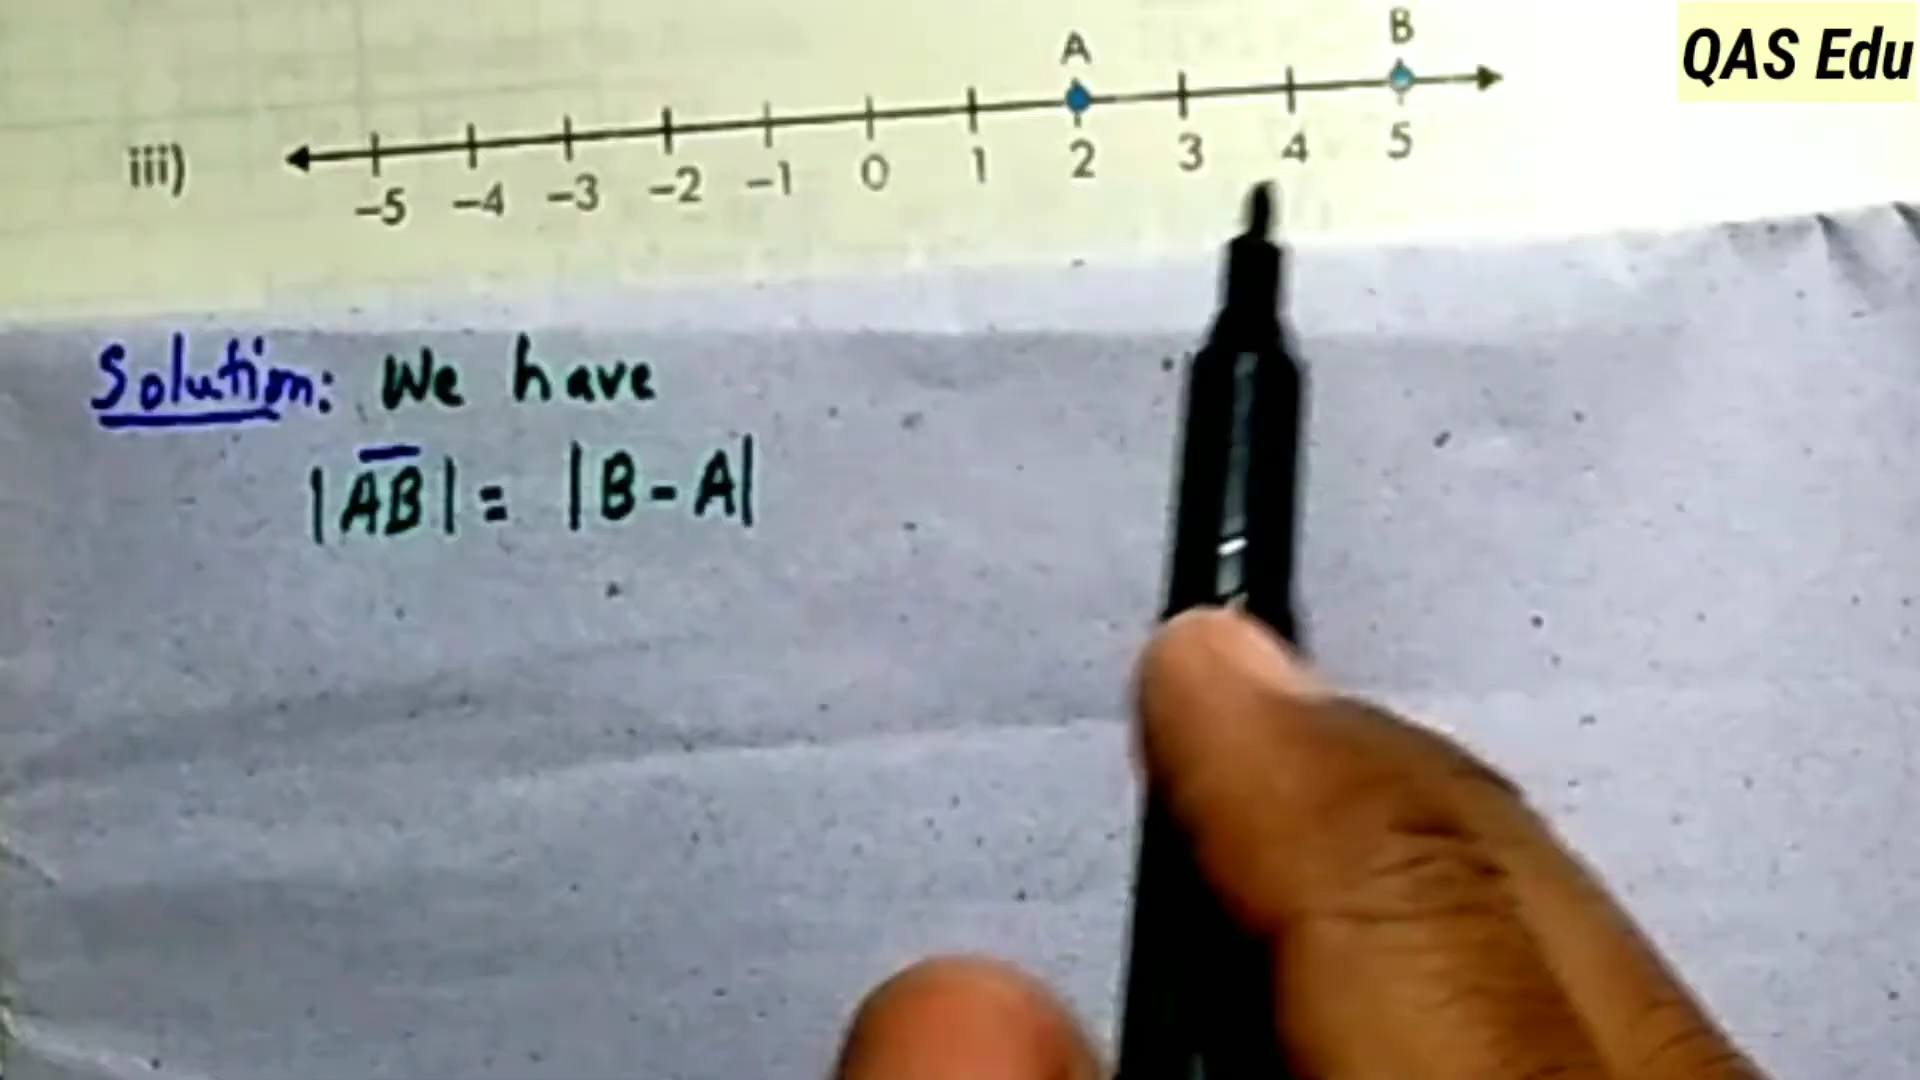 QAS Edu
A B
iii)
–5 –4 –3 –2 –1 0 1 2 3 4 5
Solution: We have
|AB| = |B - A|